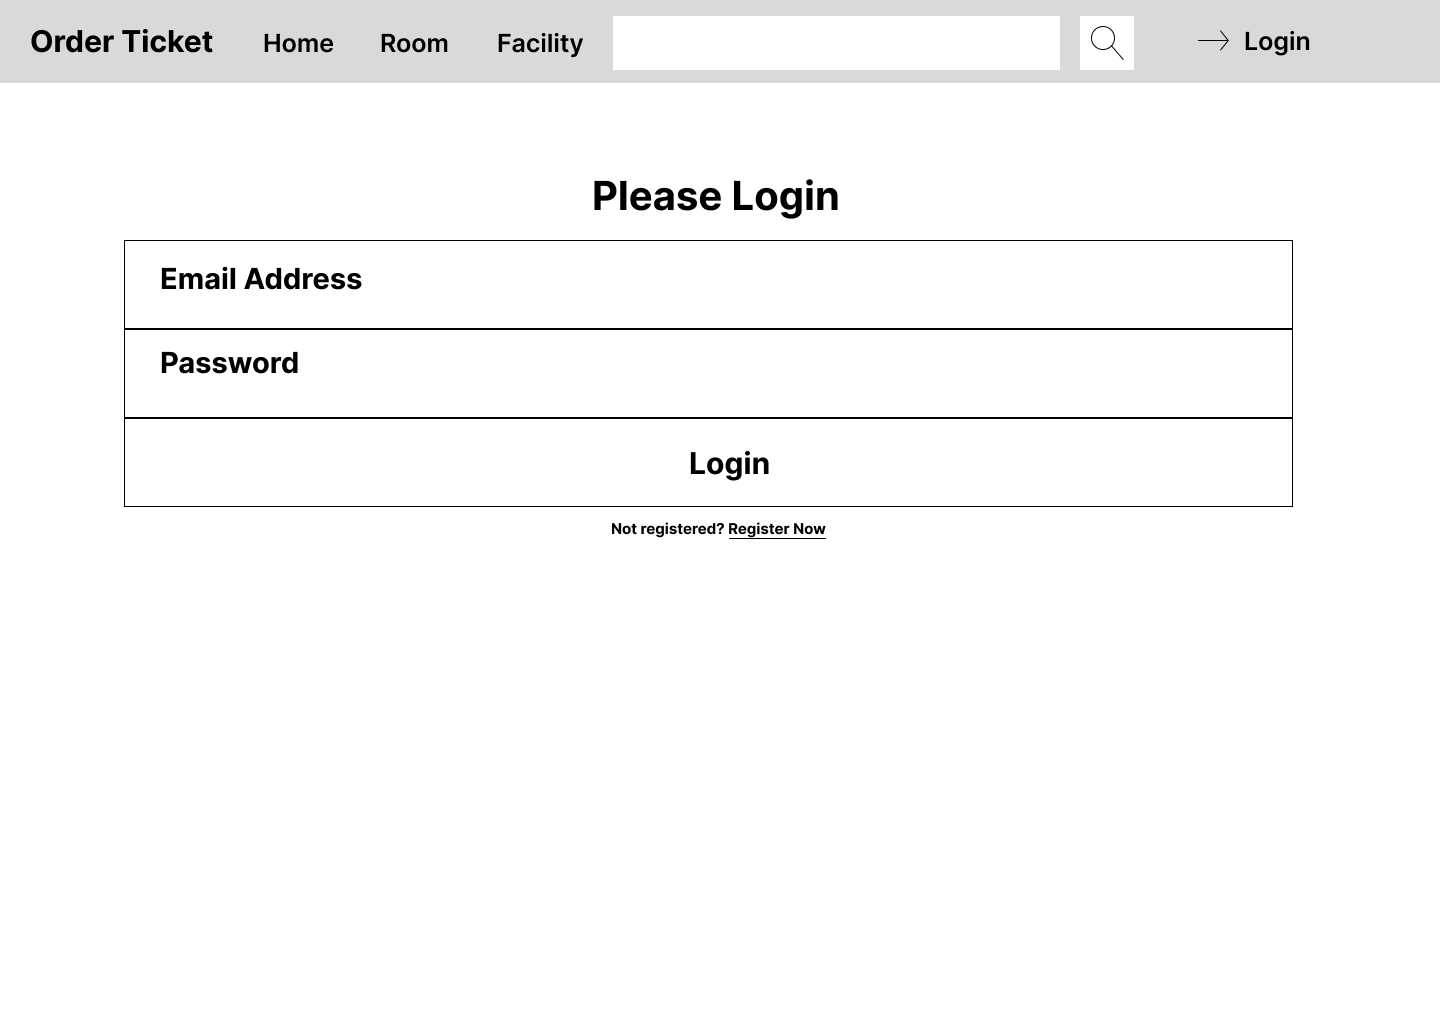 Order Ticket Home Room Facility Login
Please Login
Email Address
Password
Login
Not registered? Register Now